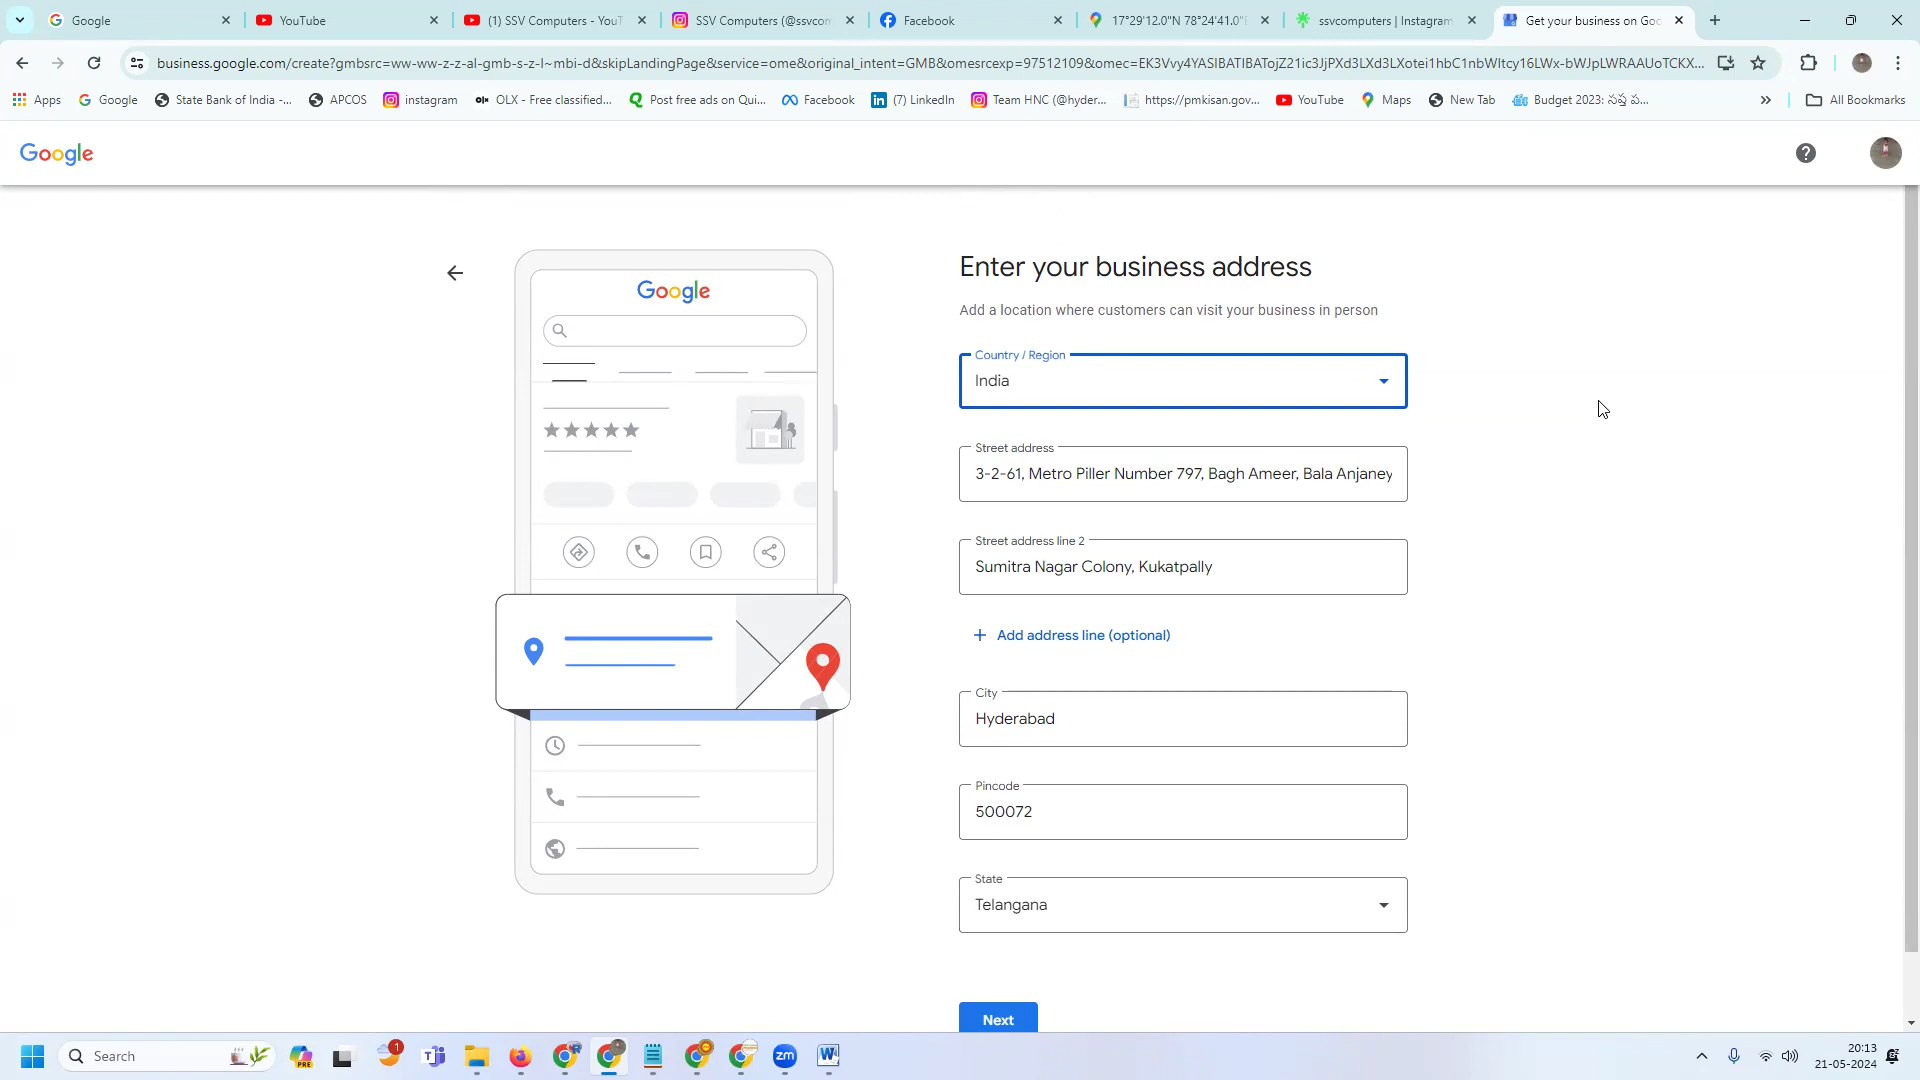 Google
YouTube
(1) SSV Computers - YouT
SSV Computers (@ssvcon
Facebook
17°29'12.0"N 78°24'41.0"
ssvcomputers | Instagram
Get your business on Goo
business.google.com/create?gmbsrc=ww-ww-z-z-al-gmb-s-z-l~mbi-d&skipLandingPage&service=ome&original_intent=GMB&omesrcexp=97512109&omec=EK3Vvy4YASIBATIBATojZ21ic3JjPXd3LXd3LXotei1hbC1nbWItcy16LWx-bWJpLWRAAUoTCKX...
Apps
Google
State Bank of India -...
APCOS
instagram
OLX - Free classified...
Post free ads on Qui...
Facebook
(7) LinkedIn
Team HNC (@hyder...
https://pmkisan.gov...
YouTube
Maps
New Tab
Budget 2023: నష్ట ప...
All Bookmarks
Google
Google
Enter your business address
Add a location where customers can visit your business in person
Country / Region
India
Street address
3-2-61, Metro Piller Number 797, Bagh Ameer, Bala Anjaney
Street address line 2
Sumitra Nagar Colony, Kukatpally
+ Add address line (optional)
City
Hyderabad
Pincode
500072
State
Telangana
Next
Search
PRE
1
zm
20:13
21-05-2024